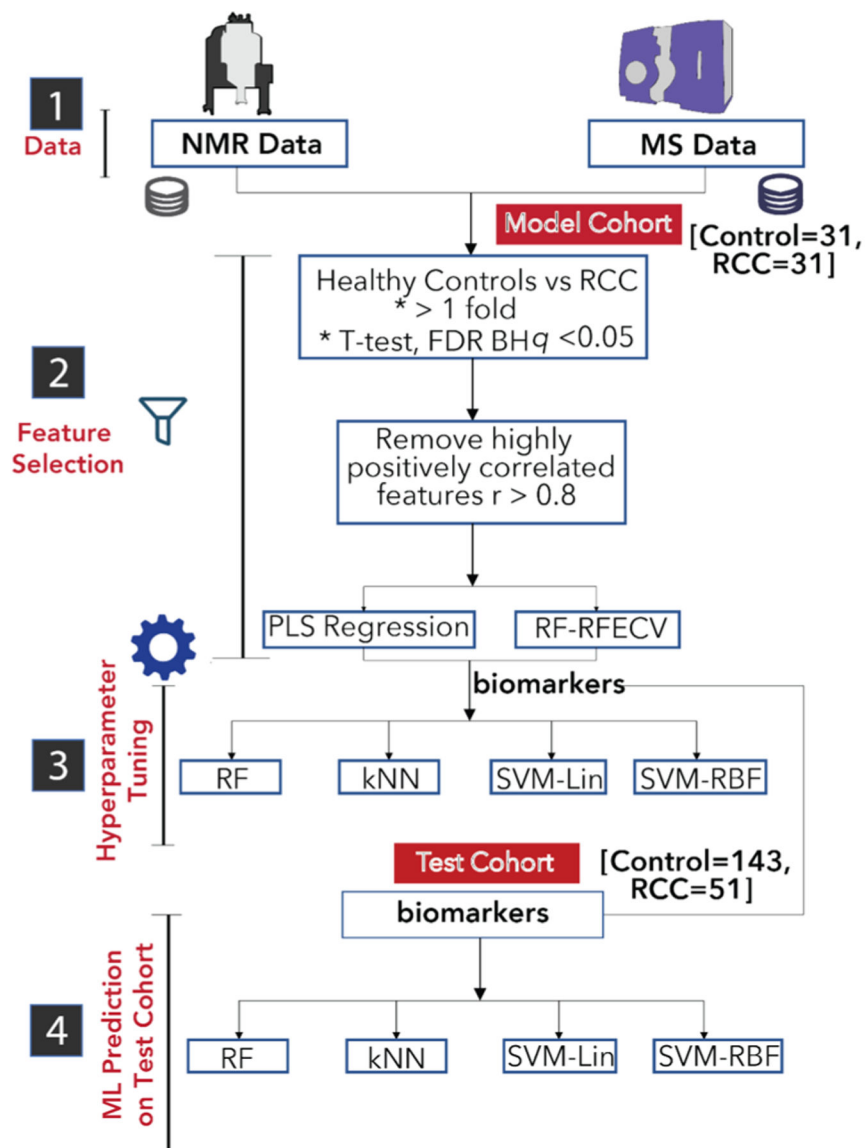 1
Data
NMR Data
MS Data
Model Cohort
[Control=31,
RCC=31]
2
Feature
Selection
Healthy Controls vs RCC
* > 1 fold
* T-test, FDR BHq <0.05
Remove highly
positively correlated
features r > 0.8
PLS Regression
RF-RFECV
biomarkers
3
Hyperparameter
Tuning
RF
kNN
SVM-Lin
SVM-RBF
Test Cohort
[Control=143,
RCC=51]
biomarkers
4
ML Prediction
on Test Cohort
RF
kNN
SVM-Lin
SVM-RBF